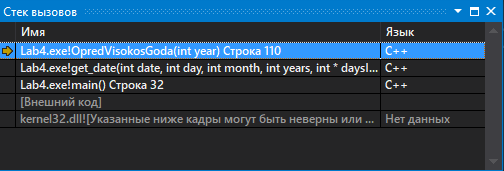 Стек вызовов
Имя Язык
Lab4.exe!OpredVisokosGoda(int year) Строка 110 C++
Lab4.exe!get_date(int date, int day, int month, int years, int * daysI... C++
Lab4.exe!main() Строка 32 C++
[Внешний код]
kernel32.dll![Указанные ниже кадры могут быть неверны или ... Нет данных